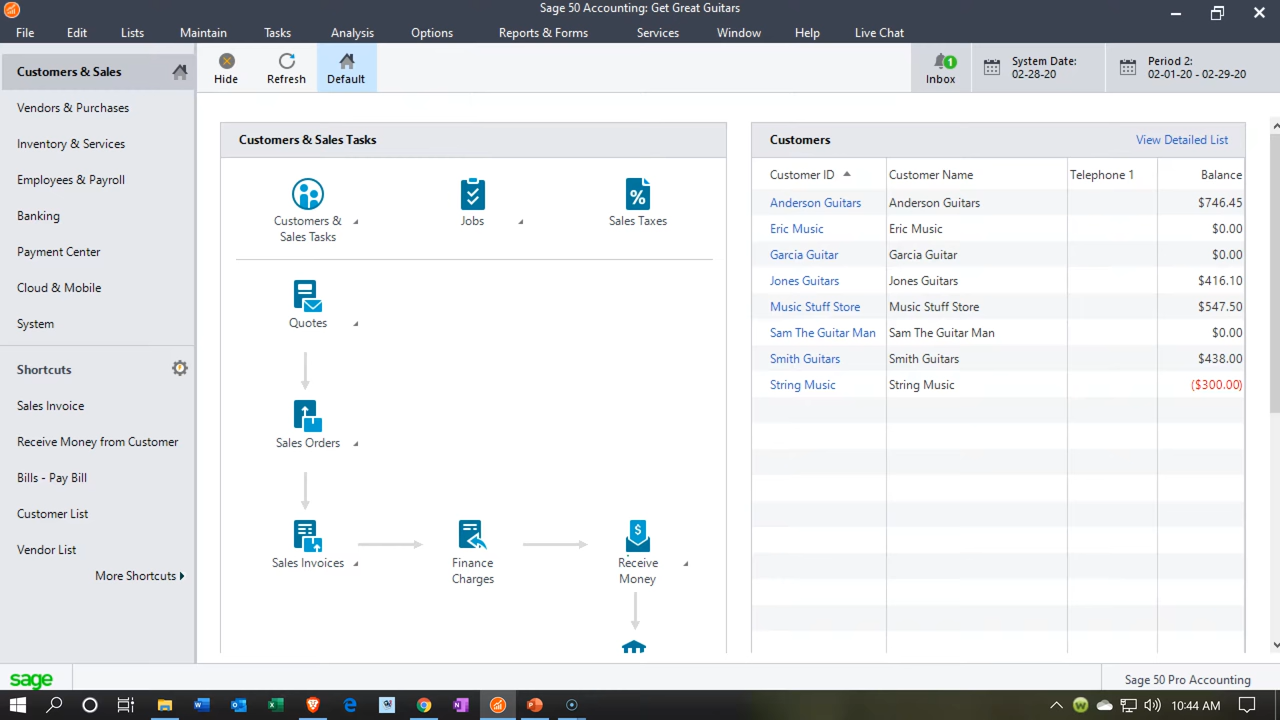 Sage 50 Accounting: Get Great Guitars
File Edit Lists Maintain Tasks Analysis Options Reports & Forms Services Window Help Live Chat
Customers & Sales
Vendors & Purchases
Inventory & Services
Employees & Payroll
Banking
Payment Center
Cloud & Mobile
System
Shortcuts
Sales Invoice
Receive Money from Customer
Bills - Pay Bill
Customer List
Vendor List
More Shortcuts
Hide Refresh Default
1
Inbox
System Date:
02-28-20
Period 2:
02-01-20 - 02-29-20
Customers & Sales Tasks
Customers &
Sales Tasks
Jobs
%
Sales Taxes
Quotes
Sales Orders
Sales Invoices
Finance
Charges
$
Receive
Money
Customers View Detailed List
Customer ID Customer Name Telephone 1 Balance
Anderson Guitars Anderson Guitars $746.45
Eric Music Eric Music $0.00
Garcia Guitar Garcia Guitar $0.00
Jones Guitars Jones Guitars $416.10
Music Stuff Store Music Stuff Store $547.50
Sam The Guitar Man Sam The Guitar Man $0.00
Smith Guitars Smith Guitars $438.00
String Music String Music ($300.00)
sage
Sage 50 Pro Accounting
10:44 AM